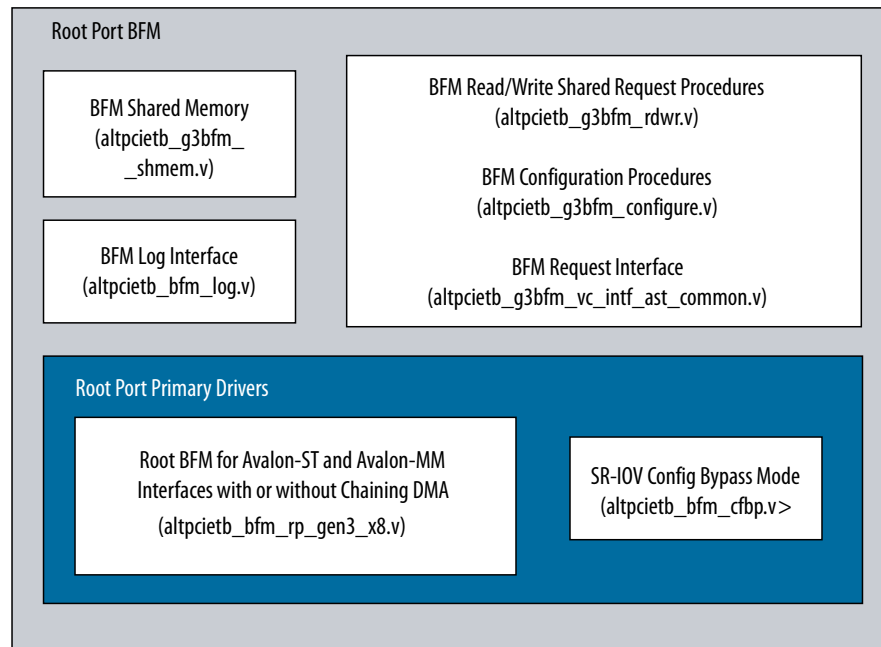 Root Port BFM
BFM Shared Memory
(altpcietb_g3bfm_
_shmem.v)
BFM Log Interface
(altpcietb_bfm_log.v)
BFM Read/Write Shared Request Procedures
(altpcietb_g3bfm_rdwr.v)
BFM Configuration Procedures
(altpcietb_g3bfm_configure.v)
BFM Request Interface
(altpcietb_g3bfm_vc_intf_ast_common.v)
Root Port Primary Drivers
Root BFM for Avalon-ST and Avalon-MM
Interfaces with or without Chaining DMA
(altpcietb_bfm_rp_gen3_x8.v)
SR-IOV Config Bypass Mode
(altpcietb_bfm_cfbp.v>